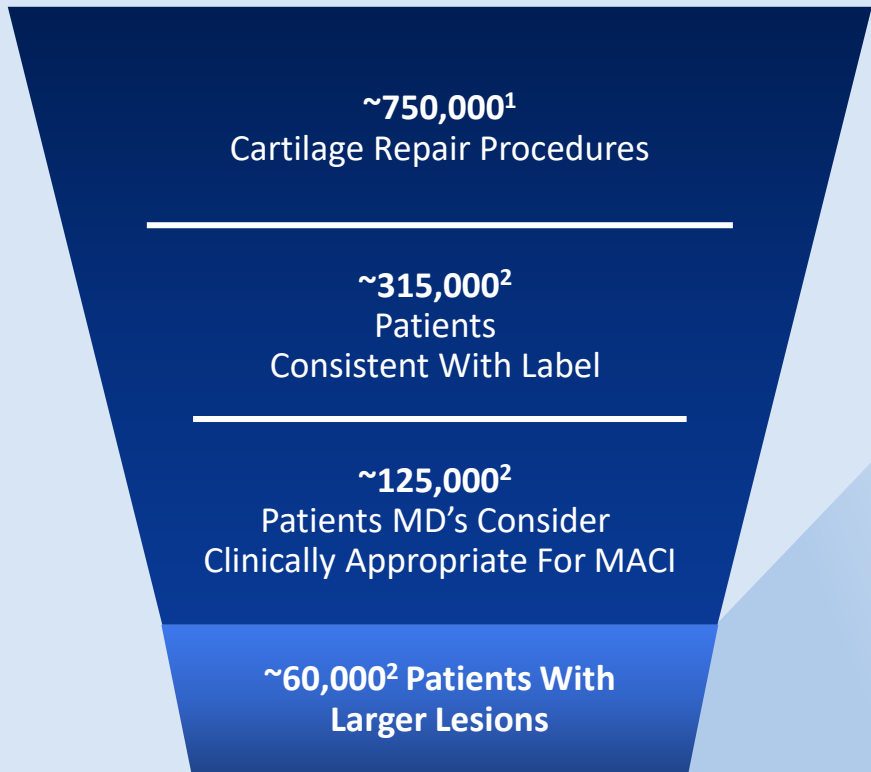 ~750,000¹
Cartilage Repair Procedures
~315,000²
Patients
Consistent With Label
~125,000²
Patients MD's Consider
Clinically Appropriate For MACI
~60,000² Patients With
Larger Lesions